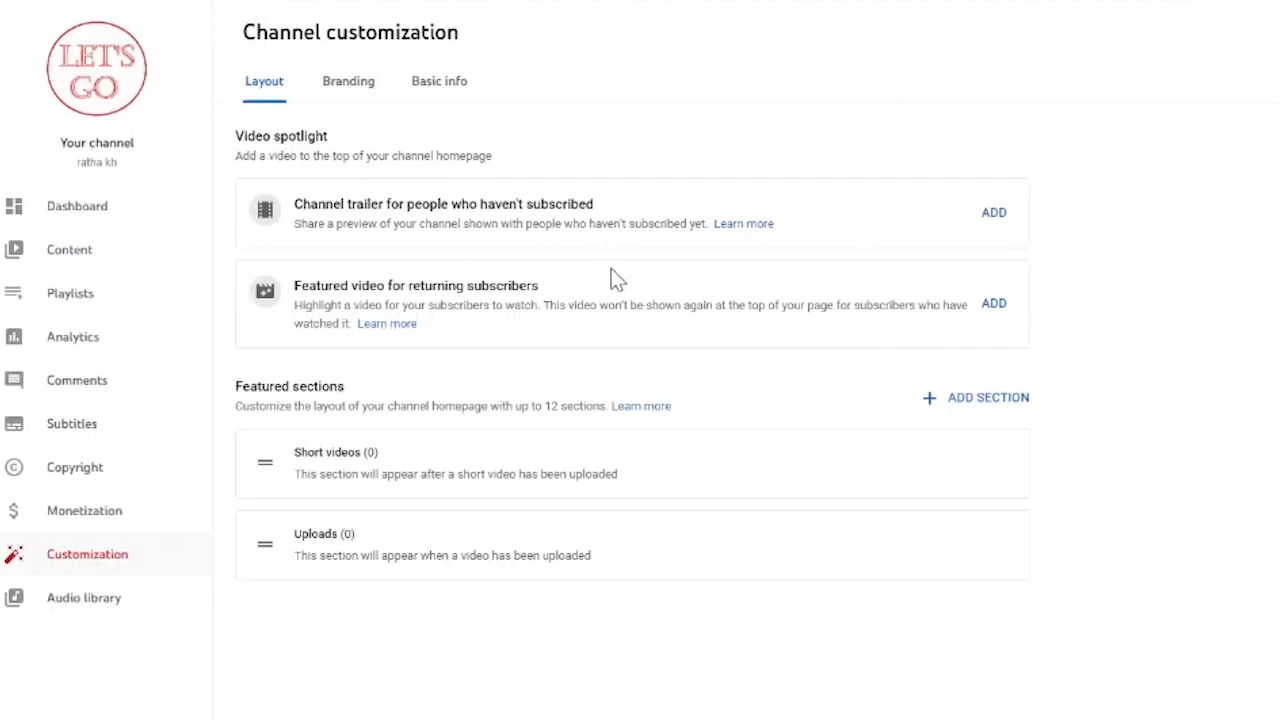 LET'S
GO
Your channel
ratha kh
Dashboard
Content
Playlists
Analytics
Comments
Subtitles
Copyright
Monetization
Customization
Audio library
Channel customization
Layout Branding Basic info
Video spotlight
Add a video to the top of your channel homepage
Channel trailer for people who haven't subscribed
Share a preview of your channel shown with people who haven't subscribed yet. Learn more
ADD
Featured video for returning subscribers
Highlight a video for your subscribers to watch. This video won't be shown again at the top of your page for subscribers who have
watched it. Learn more
ADD
Featured sections
Customize the layout of your channel homepage with up to 12 sections. Learn more
ADD SECTION
Short videos (0)
This section will appear after a short video has been uploaded
Uploads (0)
This section will appear when a video has been uploaded